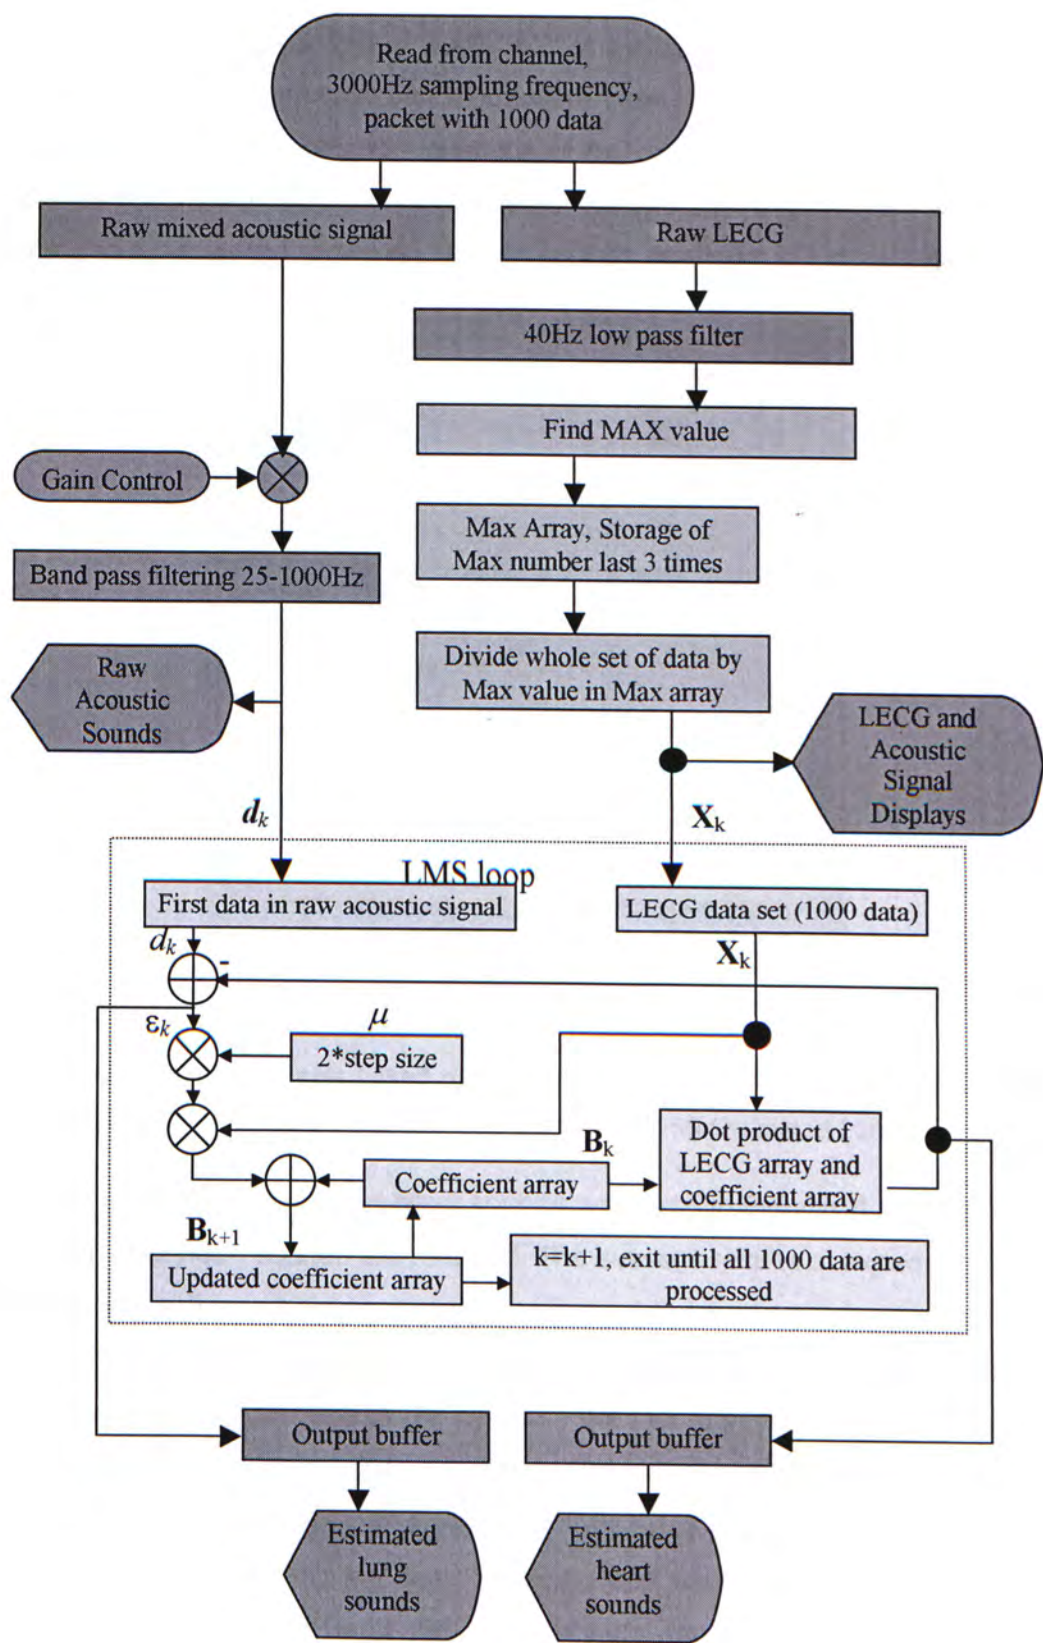 Read from channel,
3000Hz sampling frequency,
packet with 1000 data
Raw mixed acoustic signal
Raw LECG
40Hz low pass filter
Find MAX value
Gain Control
Max Array, Storage of
Max number last 3 times
Band pass filtering 25-1000Hz
Divide whole set of data by
Max value in Max array
Raw
Acoustic
Sounds
LECG and
Acoustic
Signal
Displays
dk
Xk
LMS loop
First data in raw acoustic signal
LECG data set (1000 data)
dk
-
Xk
εk
μ
2*step size
Bk
Dot product of
LECG array and
coefficient array
Coefficient array
Bk+1
Updated coefficient array
k=k+1, exit until all 1000 data are
processed
Output buffer
Output buffer
Estimated
lung
sounds
Estimated
heart
sounds